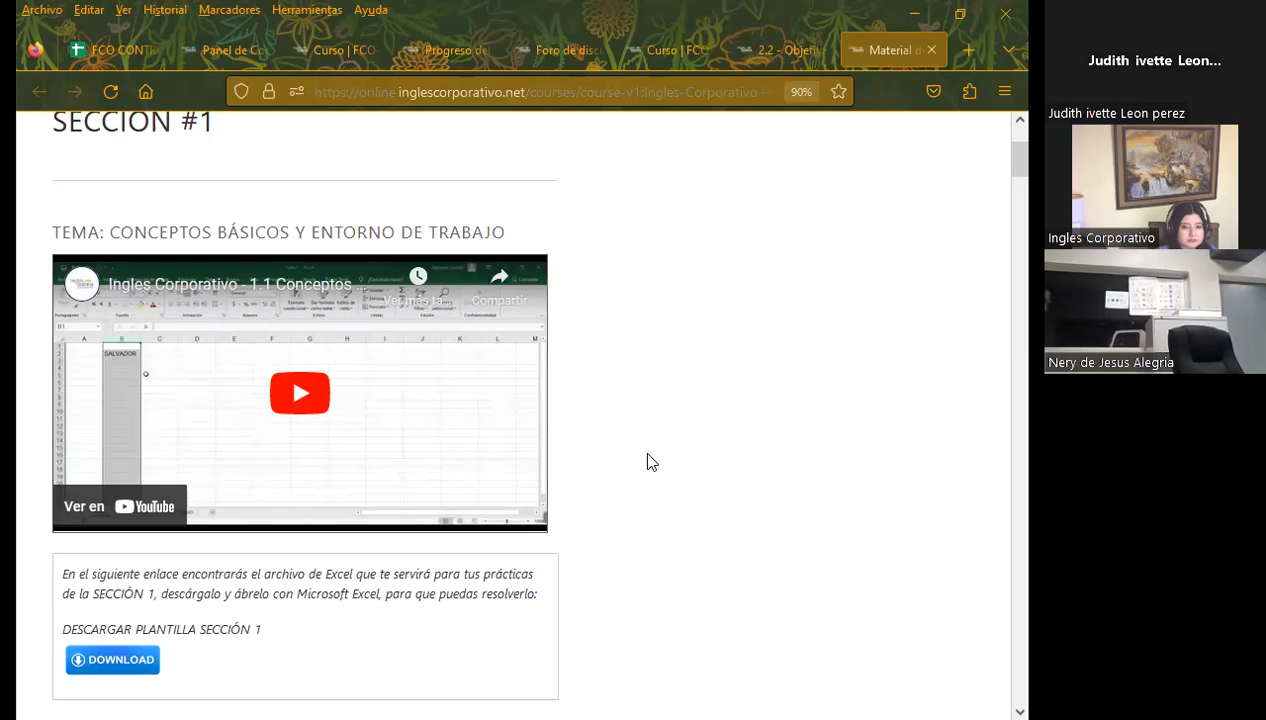 Archivo Editar Ver Historial Marcadores Herramientas Ayuda
FCO CONTI Panel de Co Curso | FCO Progreso de Foro de disc Curso | FCO 2.2 - Objeti Material d
https://online.inglescorporativo.net/courses/course-v1:Ingles-Corporativo 90%
SECCION #1
TEMA: CONCEPTOS BÁSICOS Y ENTORNO DE TRABAJO
Ingles Corporativo - 1.1 Conceptos ...
Ver más ta... Compartir
B1
A B C D E F G H I J K L M
SALVADOR
Ver en YouTube
En el siguiente enlace encontrarás el archivo de Excel que te servirá para tus prácticas
de la SECCIÓN 1, descárgalo y ábrelo con Microsoft Excel, para que puedas resolverlo:
DESCARGAR PLANTILLA SECCIÓN 1
DOWNLOAD
Judith ivette Leon...
Judith ivette Leon perez
Ingles Corporativo
Nery de Jesus Alegria